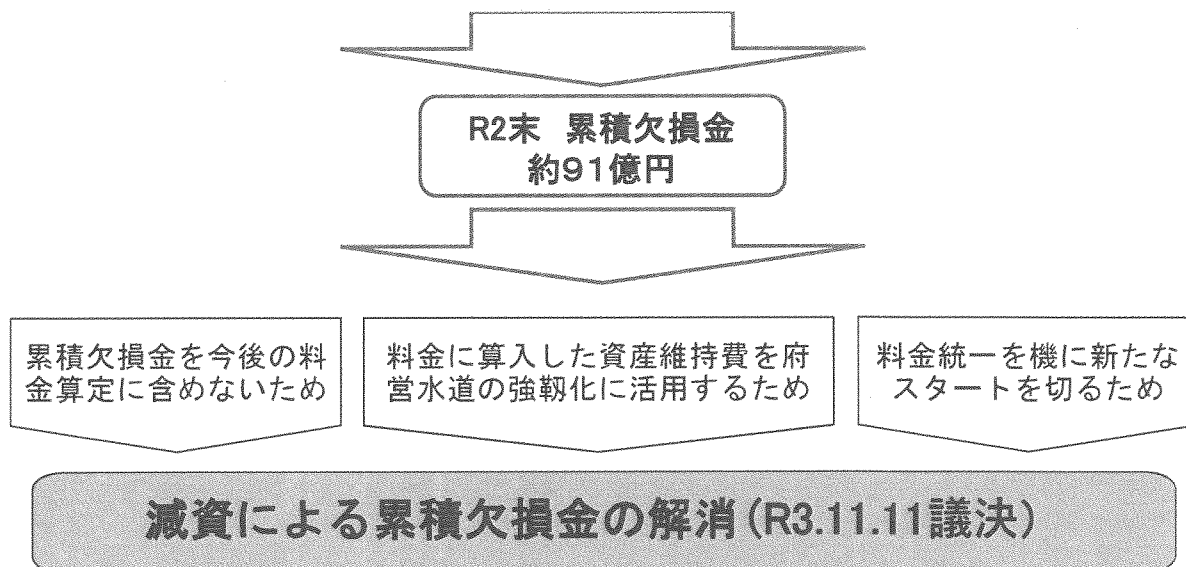 R2末 累積欠損金
約91億円
累積欠損金を今後の料
金算定に含めないため
料金に算入した資産維持費を府
営水道の強靱化に活用するため
料金統一を機に新たな
スタートを切るため
減資による累積欠損金の解消(R3.11.11議決)